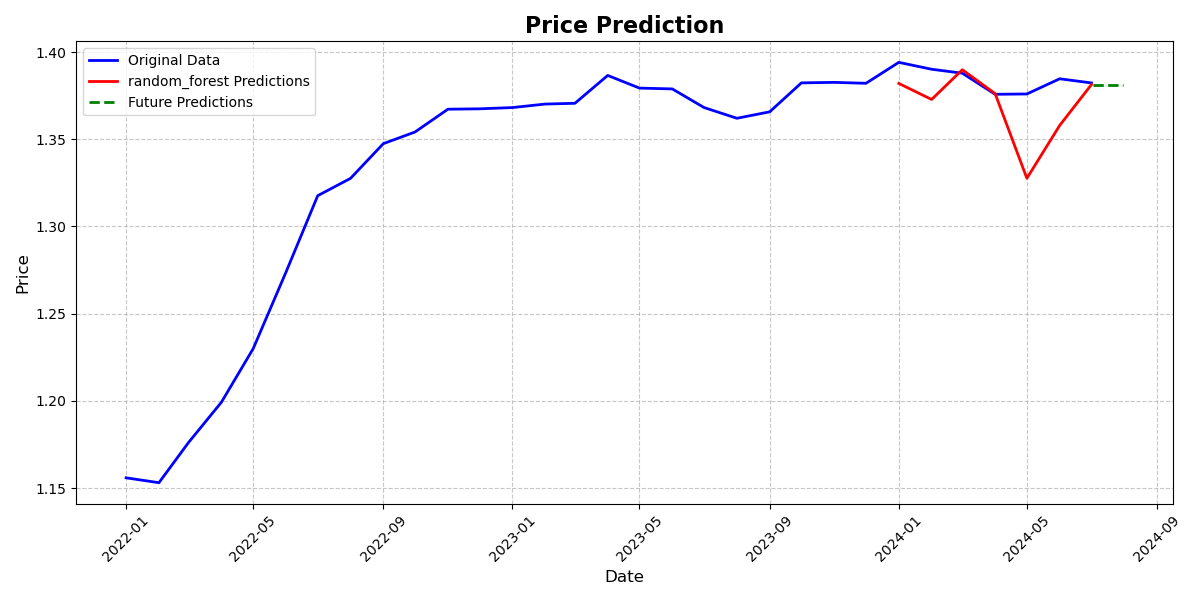 Price Prediction
Original Data
random_forest Predictions
Future Predictions
Price
1.40
1.35
1.30
1.25
1.20
1.15
2022-01
2022-05
2022-09
2023-01
2023-05
2023-09
2024-01
2024-05
2024-09
Date